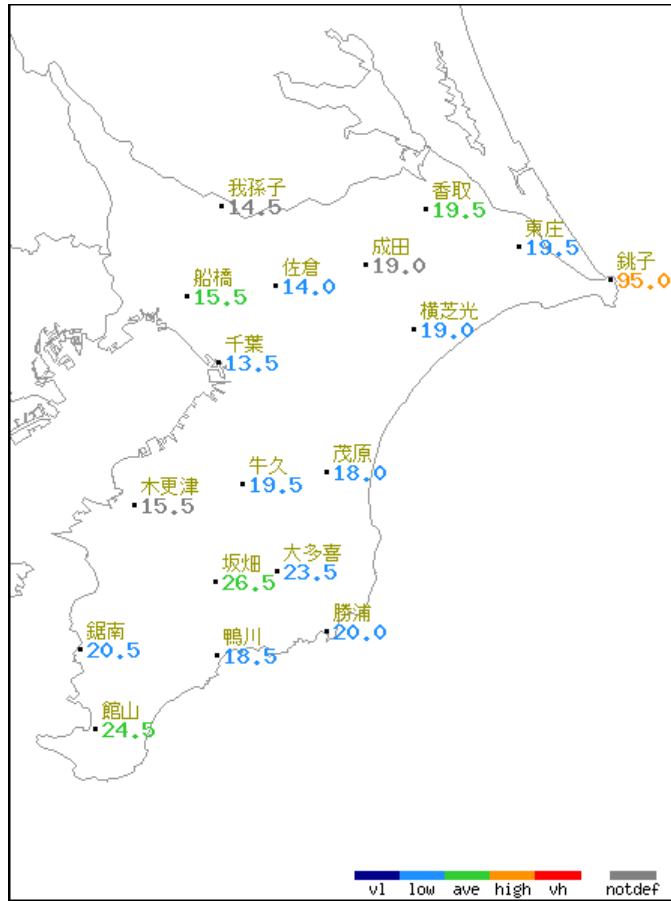 我孫子
14.5
香取
19.5
東庄
19.5
成田
19.0
銚子
95.0
船橋
15.5
佐倉
14.0
横芝光
19.0
千葉
13.5
茂原
18.0
牛久
19.5
木更津
15.5
大多喜
23.5
坂畑
26.5
勝浦
20.0
鋸南
20.5
鴨川
18.5
館山
24.5
vl low ave high vh notdef